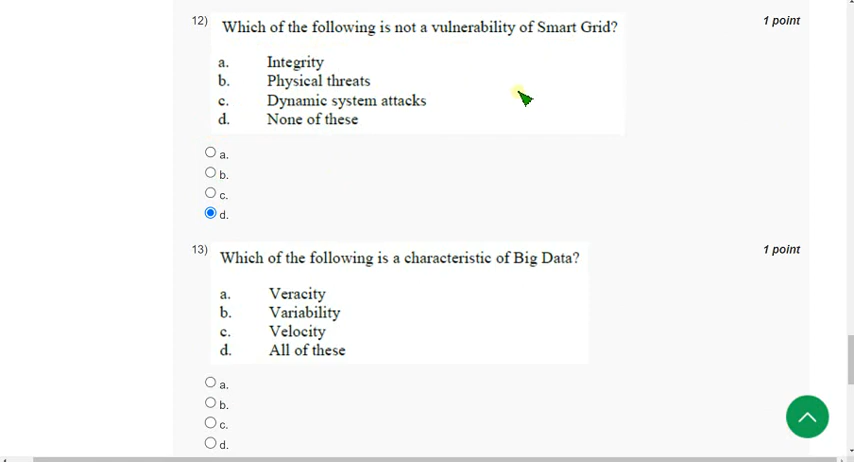 12) Which of the following is not a vulnerability of Smart Grid? 1 point
a. Integrity
b. Physical threats
c. Dynamic system attacks
d. None of these
a.
b.
c.
d.
13) Which of the following is a characteristic of Big Data? 1 point
a. Veracity
b. Variability
c. Velocity
d. All of these
a.
b.
c.
d.